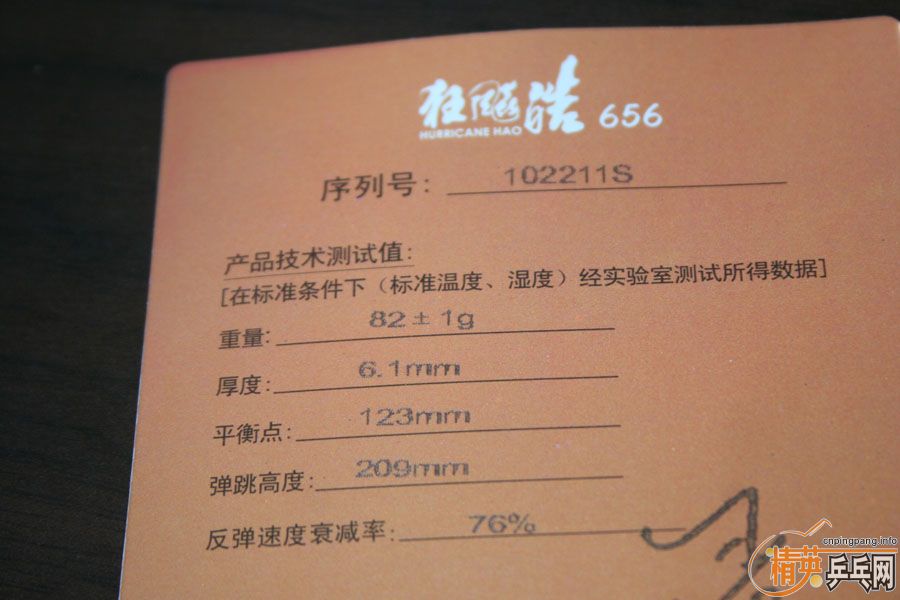 狂飚皓 656
HURRICANE HAO
序列号： 102211S
产品技术测试值：
[在标准条件下（标准温度、湿度）经实验室测试所得数据]
重量： 82±1g
厚度： 6.1mm
平衡点： 123mm
弹跳高度： 209mm
反弹速度衰减率： 76%
cnpingpang.info
精英乒乓网